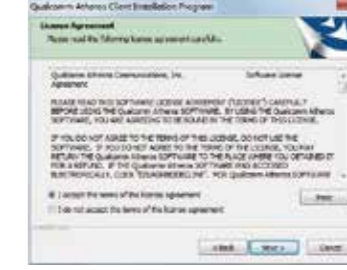 Qualcomm Atheros Client Installation Program
License Agreement
Please read the following license agreement carefully.
Qualcomm Atheros Communications, Inc. Software License
Agreement
PLEASE READ THIS SOFTWARE LICENSE AGREEMENT ("LICENSE") CAREFULLY
BEFORE USING THE Qualcomm Atheros SOFTWARE. BY USING THE Qualcomm Atheros
SOFTWARE, YOU ARE AGREEING TO BE BOUND BY THE TERMS OF THIS LICENSE.
IF YOU DO NOT AGREE TO THE TERMS OF THIS LICENSE, DO NOT USE THE
SOFTWARE. IF YOU DO NOT AGREE TO THE TERMS OF THE LICENSE, YOU MAY
RETURN THE Qualcomm Atheros SOFTWARE TO THE PLACE WHERE YOU OBTAINED IT
FOR A REFUND. IF THE Qualcomm Atheros SOFTWARE WAS ACCESSED
ELECTRONICALLY, CLICK "DISAGREE/DECLINE". FOR Qualcomm Atheros SOFTWARE
I accept the terms of the license agreement
Print
I do not accept the terms of the license agreement
< Back
Next >
Cancel